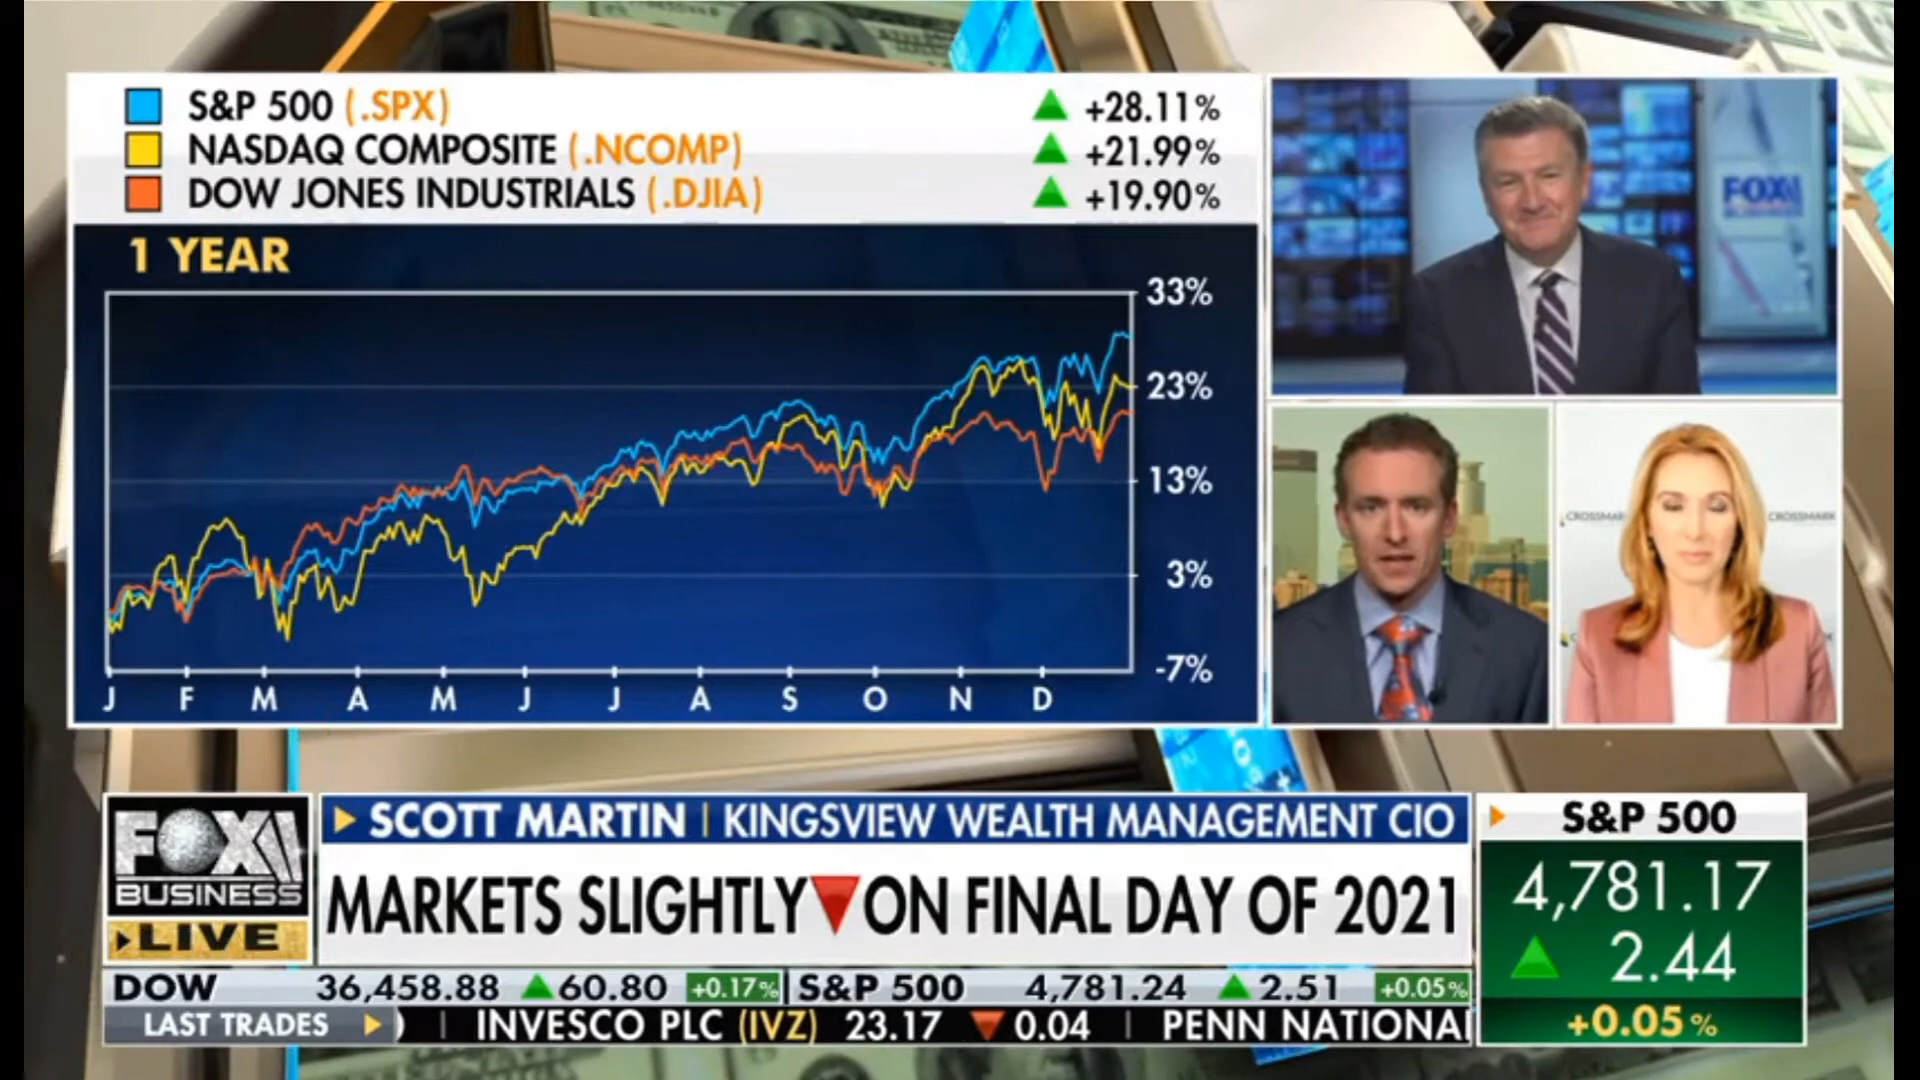 S&P 500 (.SPX) +28.11%
NASDAQ COMPOSITE (.NCOMP) +21.99%
DOW JONES INDUSTRIALS (.DJIA) +19.90%
1 YEAR
33%
23%
13%
3%
-7%
J F M A M J J A S O N D
FOX
CROSSMARK
CROSSMARK
SCOTT MARTIN | KINGSVIEW WEALTH MANAGEMENT CIO
MARKETS SLIGHTLY ON FINAL DAY OF 2021
FOX
BUSINESS
LIVE
S&P 500
4,781.17
2.44
+0.05%
DOW 36,458.88 60.80 +0.17% S&P 500 4,781.24 2.51 +0.05%
LAST TRADES ) | INVESCO PLC (IVZ) 23.17 0.04 | PENN NATIONAL